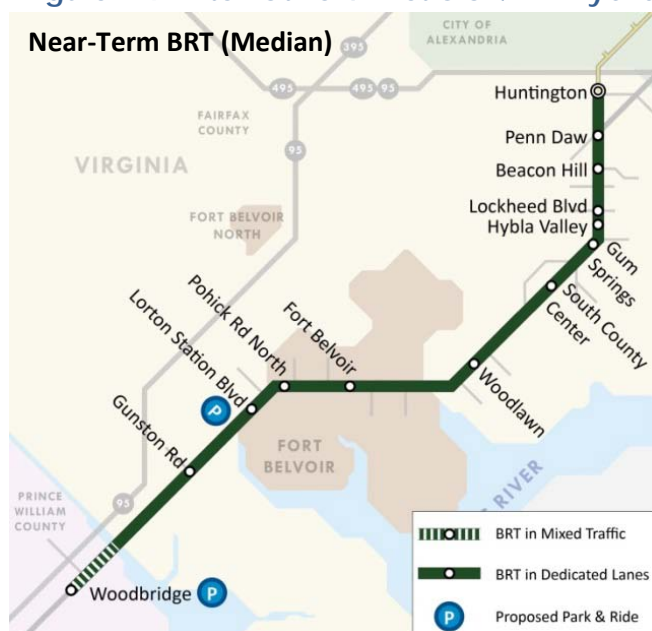 Near-Term BRT (Median)
CITY OF
ALEXANDRIA
395
495
495
95
Huntington
FAIRFAX
COUNTY
95
Penn Daw
VIRGINIA
Beacon Hill
Lockheed Blvd
FORT BELVOIR
NORTH
Hybla Valley
Gum
Springs
South County
Center
Pohick Rd North
Fort Belvoir
Lorton Station Blvd
Woodlawn
P
Gunston Rd
FORT
BELVOIR
RIVER
PRINCE
WILLIAM
COUNTY
95
BRT in Mixed Traffic
BRT in Dedicated Lanes
Woodbridge P
P Proposed Park & Ride